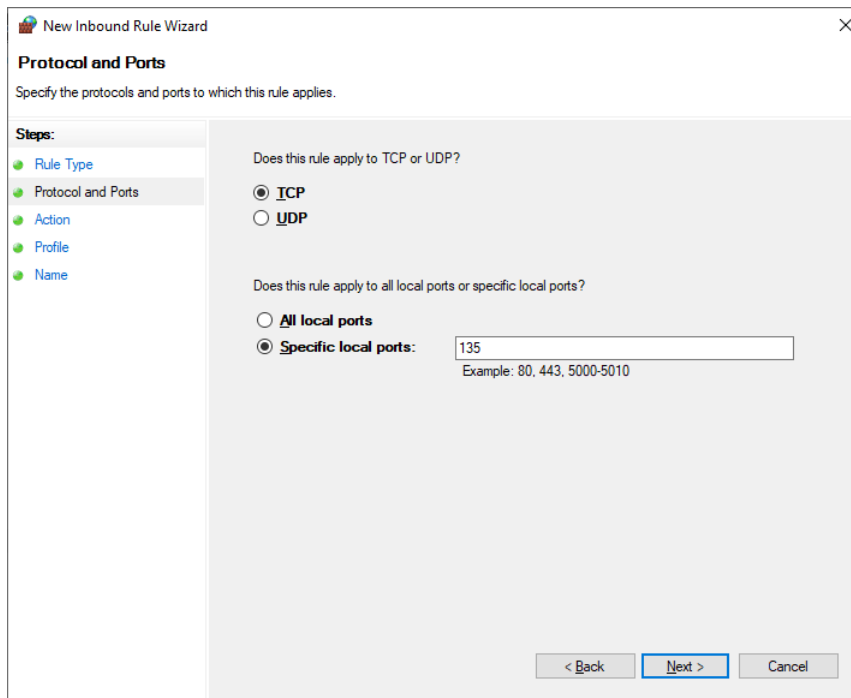 New Inbound Rule Wizard
Protocol and Ports
Specify the protocols and ports to which this rule applies.
Steps:
Rule Type
Protocol and Ports
Action
Profile
Name
Does this rule apply to TCP or UDP?
TCP
UDP
Does this rule apply to all local ports or specific local ports?
All local ports
Specific local ports: 135
Example: 80, 443, 5000-5010
< Back Next > Cancel